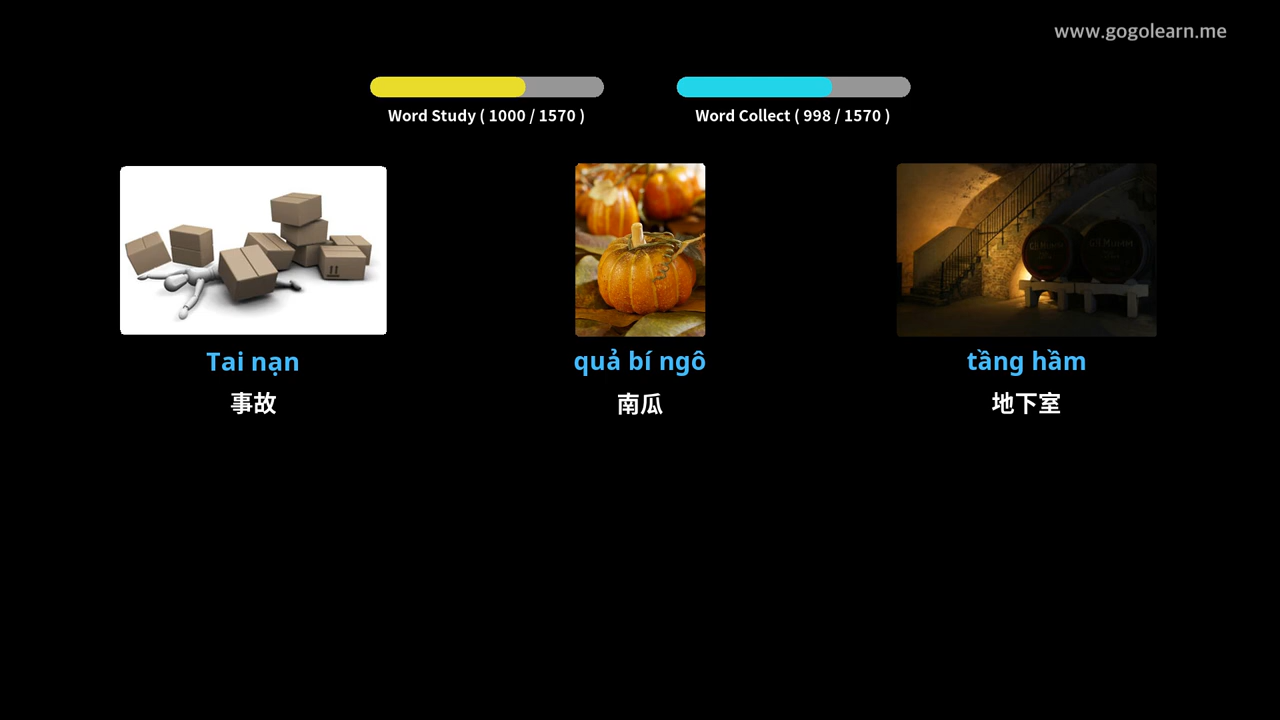 www.gogolearn.me
Word Study ( 1000 / 1570 )
Word Collect ( 998 / 1570 )
Tai nạn
quả bí ngô
tầng hầm
事故
南瓜
地下室